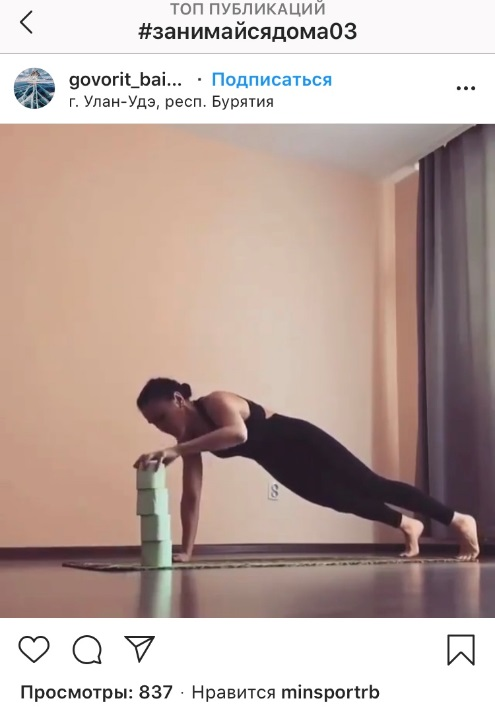 ТОП ПУБЛИКАЦИЙ
#занимайсядома03
govorit_bai... · Подписаться
г. Улан-Удэ, респ. Бурятия
Просмотры: 837 · Нравится minsportrb